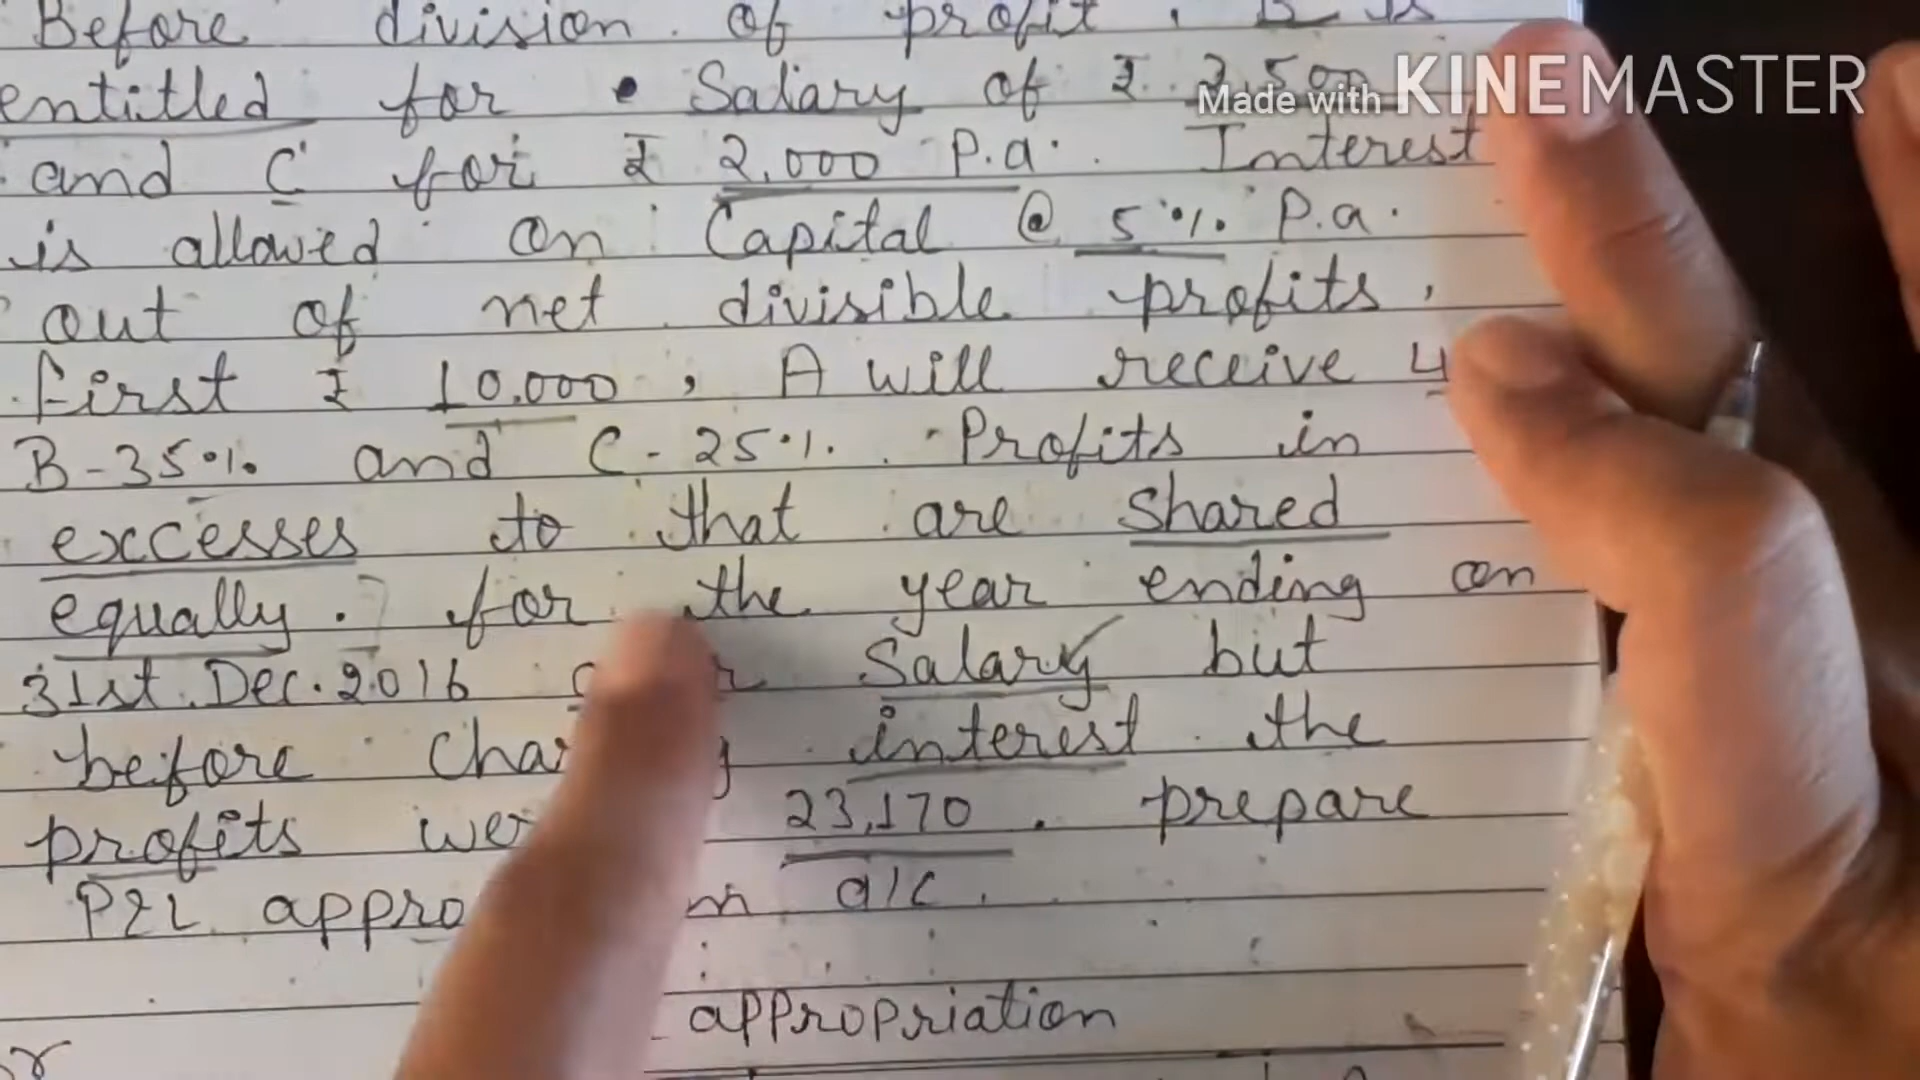 Before division of profit, B is
entitled for Salary of ₹ 2,500
Made with KINEMASTER
and C for ₹ 2,000 P.a. Interest
is allowed on Capital @ 5% P.a.
out of net divisible profits,
first ₹ 10,000, A will receive 4
B-35% and C-25%. Profits in
excesses to that are shared
equally. for the year ending on
31st Dec. 2016 Salary but
before interest the
profits 23,170. prepare
P&L appro n a/c.
appropriation